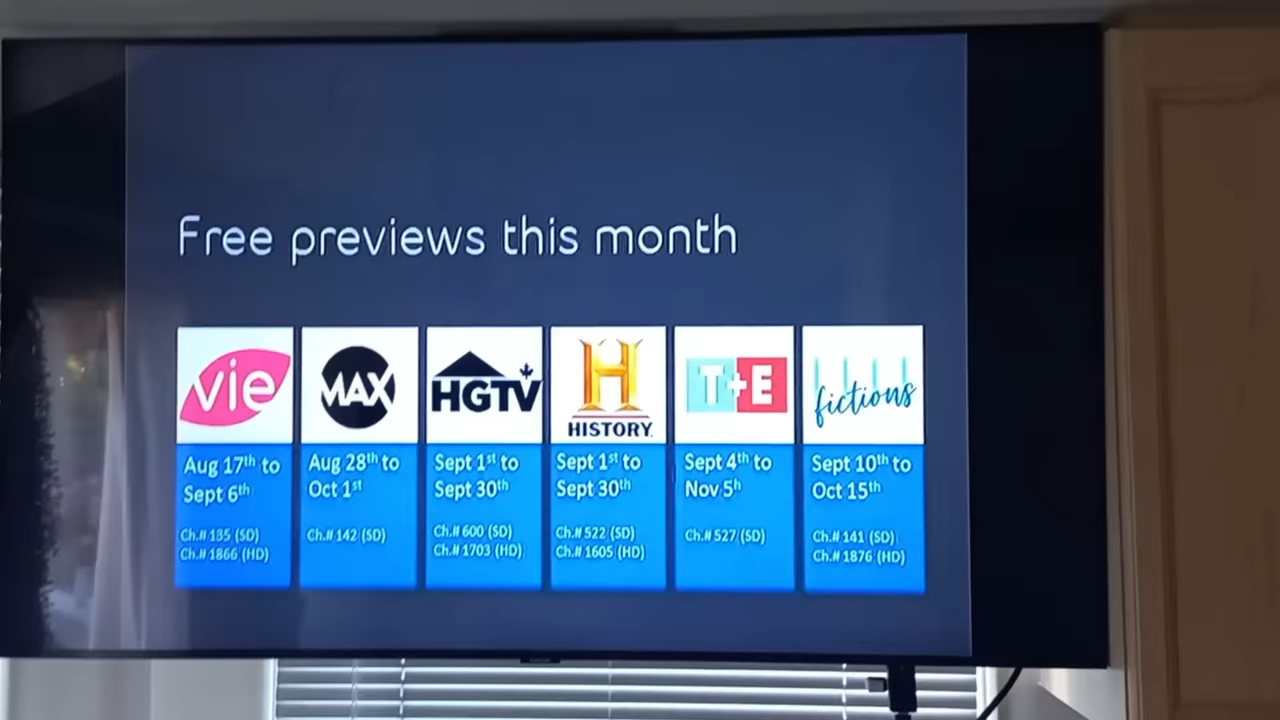 Free previews this month
vie
Aug 17th to
Sept 6th
Ch.# 135 (SD)
Ch.# 1866 (HD)
MAX
Aug 28th to
Oct 1st
Ch.# 142 (SD)
HGTV
Sept 1st to
Sept 30th
Ch.# 600 (SD)
Ch.# 1703 (HD)
H
HISTORY
Sept 1st to
Sept 30th
Ch.# 522 (SD)
Ch.# 1605 (HD)
T+E
Sept 4th to
Nov 5h
Ch.# 527 (SD)
fictions
Sept 10th to
Oct 15th
Ch.# 141 (SD)
Ch.# 1876 (HD)